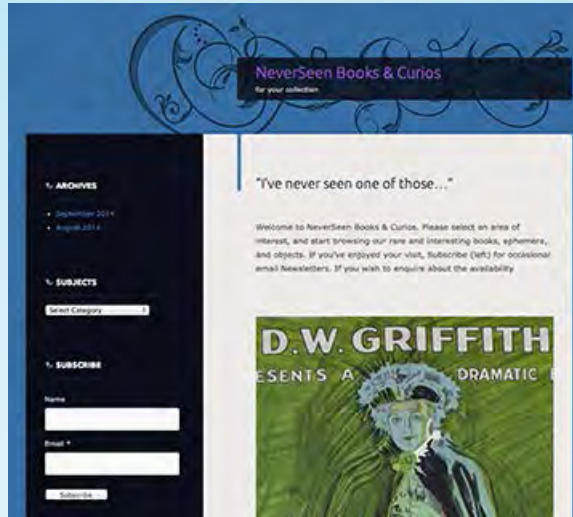 NeverSeen Books & Curios
for your collection
ARCHIVES
September 2014
August 2014
SUBJECTS
Select Category
SUBSCRIBE
Name
Email *
Subscribe
"I've never seen one of those..."
Welcome to NeverSeen Books & Curios. Please select an area of
interest, and start browsing our rare and interesting books, ephemera,
and objects. If you've enjoyed your visit, Subscribe (left) for occasional
email Newsletters. If you wish to enquire about the availability
D.W. GRIFFITH
ESENTS A DRAMATIC